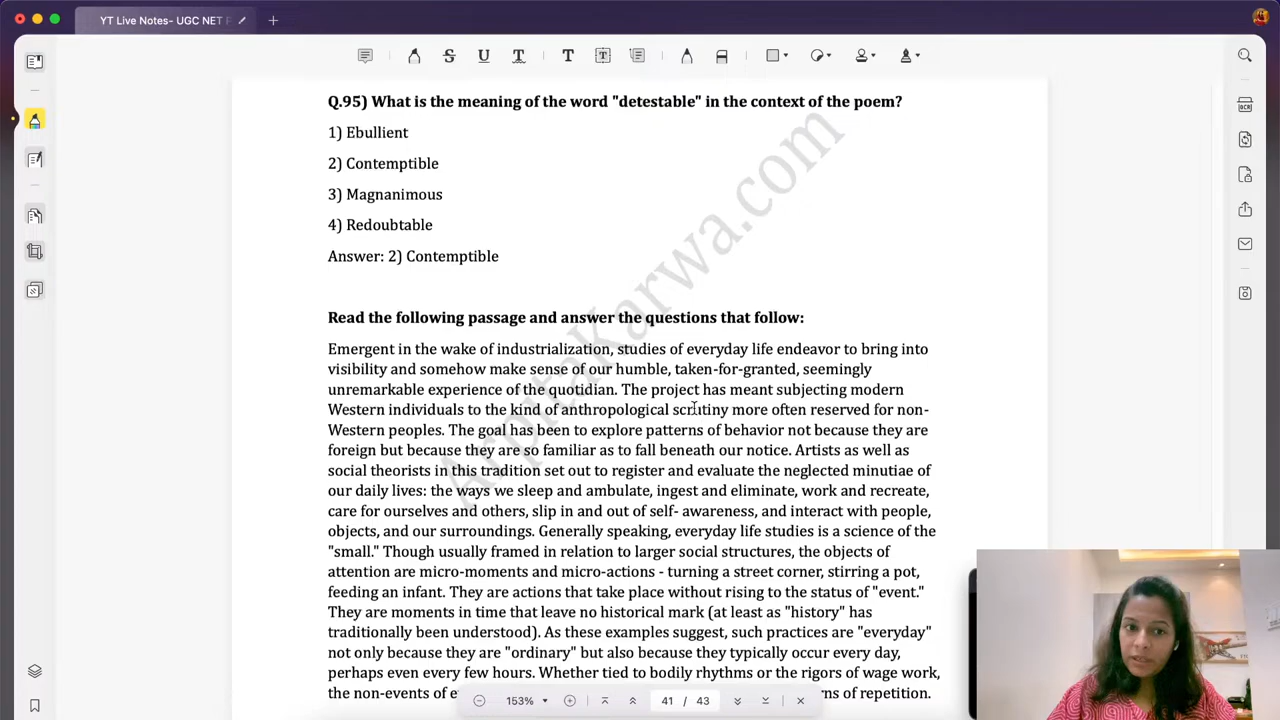 YT Live Notes- UGC NET P
Q.95) What is the meaning of the word "detestable" in the context of the poem?
1) Ebullient
2) Contemptible
3) Magnanimous
4) Redoubtable
Answer: 2) Contemptible
ArpitaKarwa.com
Read the following passage and answer the questions that follow:
Emergent in the wake of industrialization, studies of everyday life endeavor to bring into
visibility and somehow make sense of our humble, taken-for-granted, seemingly
unremarkable experience of the quotidian. The project has meant subjecting modern
Western individuals to the kind of anthropological scrutiny more often reserved for non-
Western peoples. The goal has been to explore patterns of behavior not because they are
foreign but because they are so familiar as to fall beneath our notice. Artists as well as
social theorists in this tradition set out to register and evaluate the neglected minutiae of
our daily lives: the ways we sleep and ambulate, ingest and eliminate, work and recreate,
care for ourselves and others, slip in and out of self- awareness, and interact with people,
objects, and our surroundings. Generally speaking, everyday life studies is a science of the
"small." Though usually framed in relation to larger social structures, the objects of
attention are micro-moments and micro-actions - turning a street corner, stirring a pot,
feeding an infant. They are actions that take place without rising to the status of "event."
They are moments in time that leave no historical mark (at least as "history" has
traditionally been understood). As these examples suggest, such practices are "everyday"
not only because they are "ordinary" but also because they typically occur every day,
perhaps even every few hours. Whether tied to bodily rhythms or the rigors of wage work,
the non-events of of repetition.
153% 41 / 43
OCR